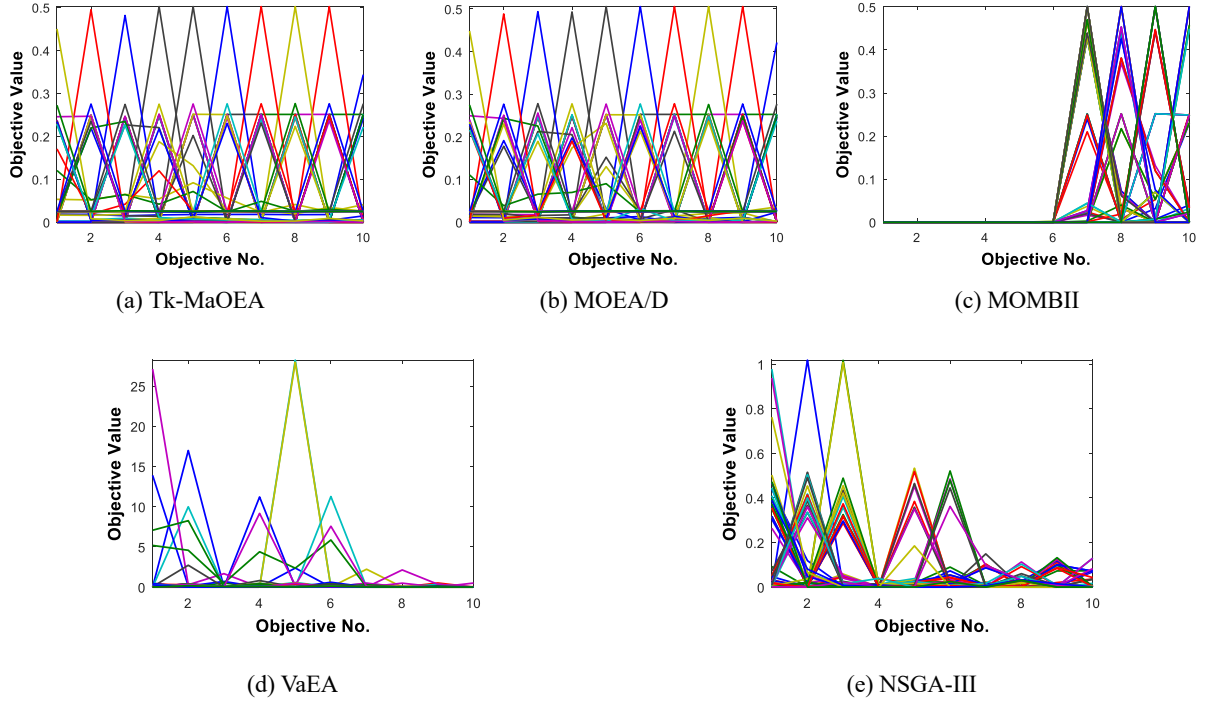 0.5
0.4
0.3
0.2
0.1
0
Objective Value
2 4 6 8 10
Objective No.
(a) Tk-MaOEA
0.5
0.4
0.3
0.2
0.1
0
Objective Value
2 4 6 8 10
Objective No.
(b) MOEA/D
0.5
0.4
0.3
0.2
0.1
0
Objective Value
2 4 6 8 10
Objective No.
(c) MOMBII
25
20
15
10
5
0
Objective Value
2 4 6 8 10
Objective No.
(d) VaEA
1
0.8
0.6
0.4
0.2
0
Objective Value
2 4 6 8 10
Objective No.
(e) NSGA-III